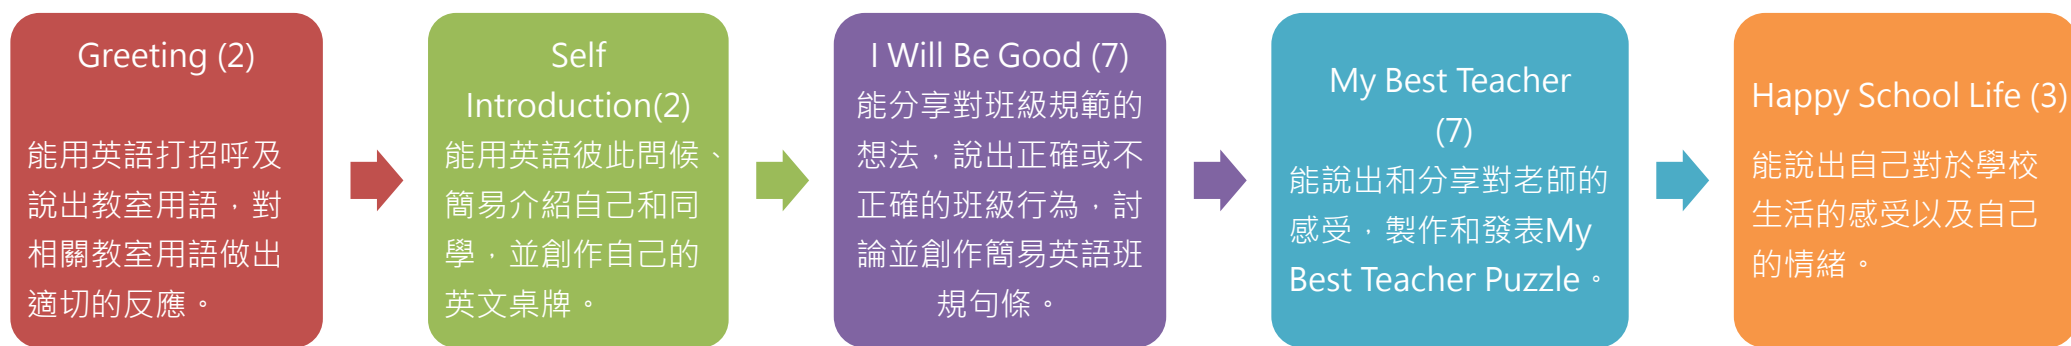 Greeting (2)
能用英語打招呼及
說出教室用語，對
相關教室用語做出
適切的反應。
Self
Introduction(2)
能用英語彼此問候、
簡易介紹自己和同
學，並創作自己的
英文桌牌。
I Will Be Good (7)
能分享對班級規範的
想法，說出正確或不
正確的班級行為，討
論並創作簡易英語班
規句條。
My Best Teacher
(7)
能說出和分享對老師的
感受，製作和發表My
Best Teacher Puzzle。
Happy School Life (3)
能說出自己對於學校
生活的感受以及自己
的情緒。